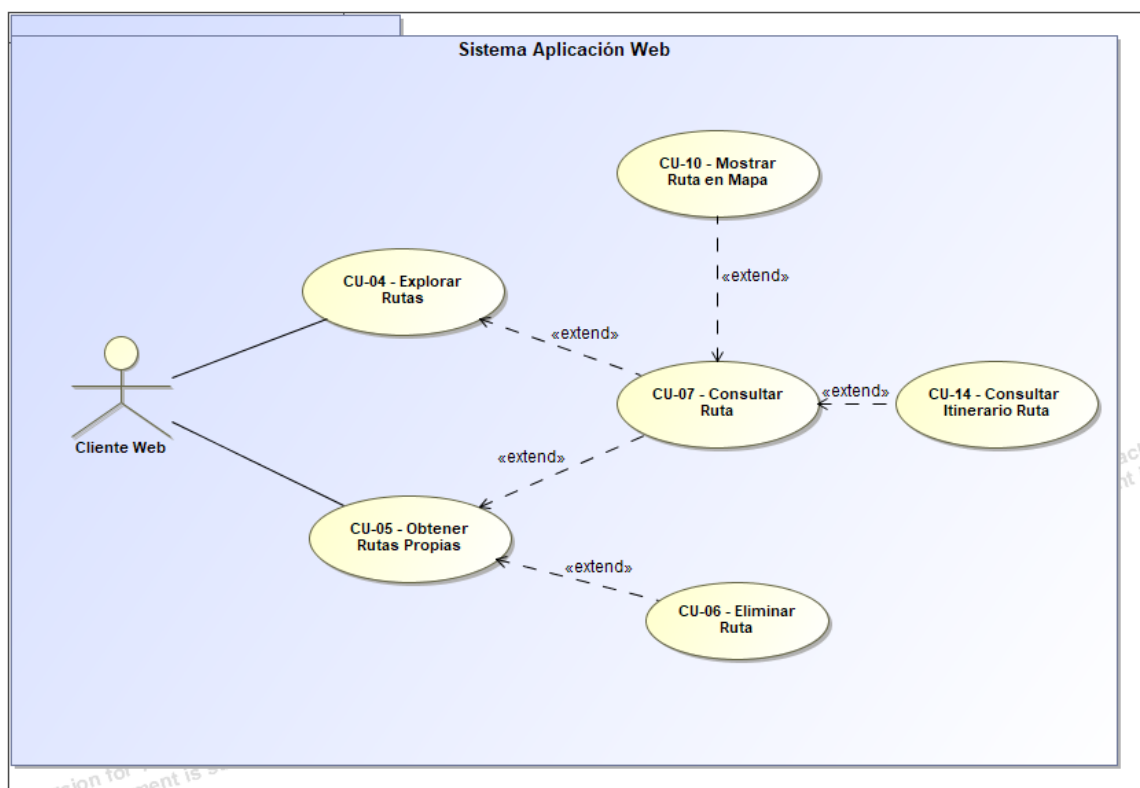 Sistema Aplicación Web
CU-10 - Mostrar
Ruta en Mapa
«extend»
CU-04 - Explorar
Rutas
«extend»
CU-07 - Consultar
Ruta
«extend»
CU-14 - Consultar
Itinerario Ruta
Cliente Web
«extend»
CU-05 - Obtener
Rutas Propias
«extend»
CU-06 - Eliminar
Ruta